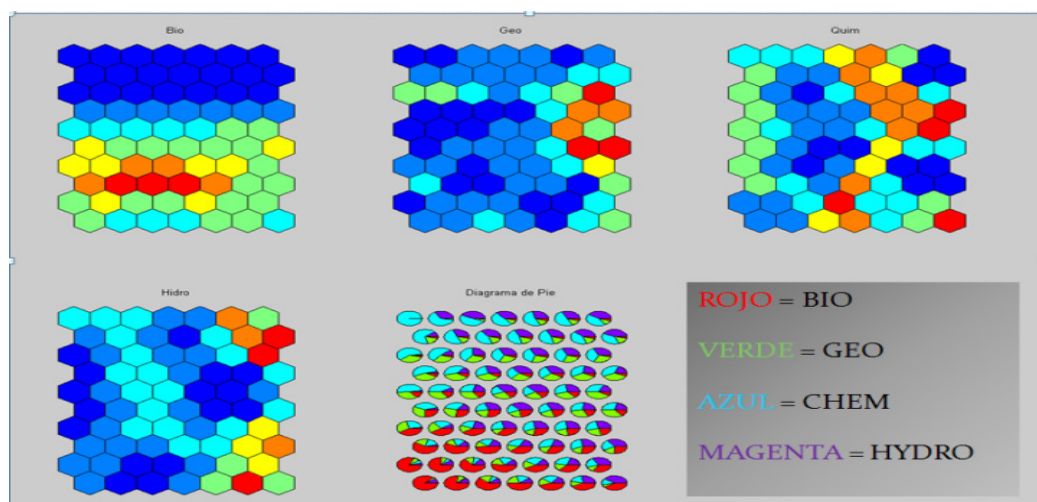 Bio
Geo
Quim
Hidro
Diagrama de Pie
ROJO = BIO
VERDE = GEO
AZUL = CHEM
MAGENTA = HYDRO